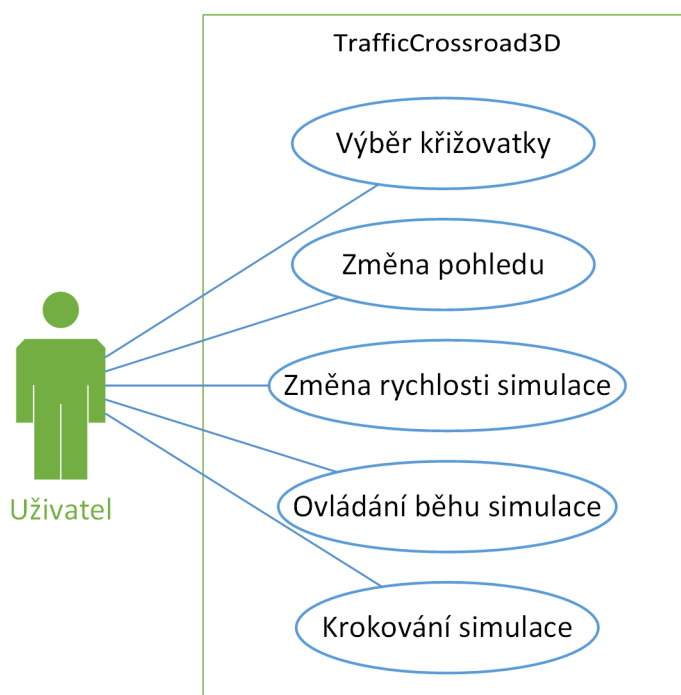 TrafficCrossroad3D
Výběr křižovatky
Změna pohledu
Změna rychlosti simulace
Ovládání běhu simulace
Uživatel
Krokování simulace